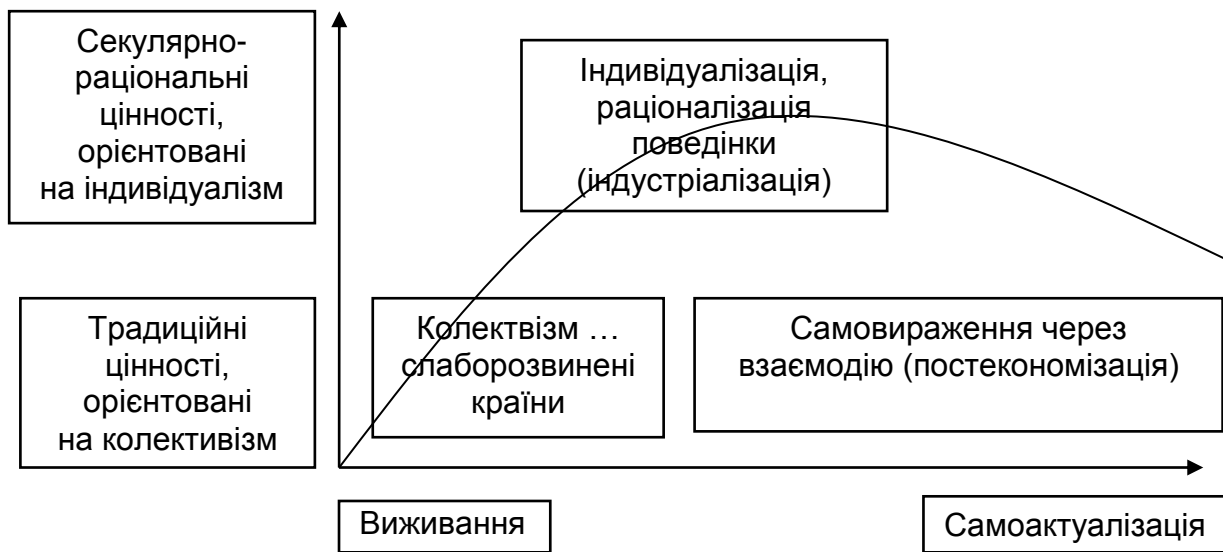 Секулярно-
раціональні
цінності,
орієнтовані
на індивідуалізм
Індивідуалізація,
раціоналізація
поведінки
(індустріалізація)
Традиційні
цінності,
орієнтовані
на колективізм
Колектвізм …
слаборозвинені
країни
Самовираження через
взаємодію (постекономізація)
Виживання
Самоактуалізація